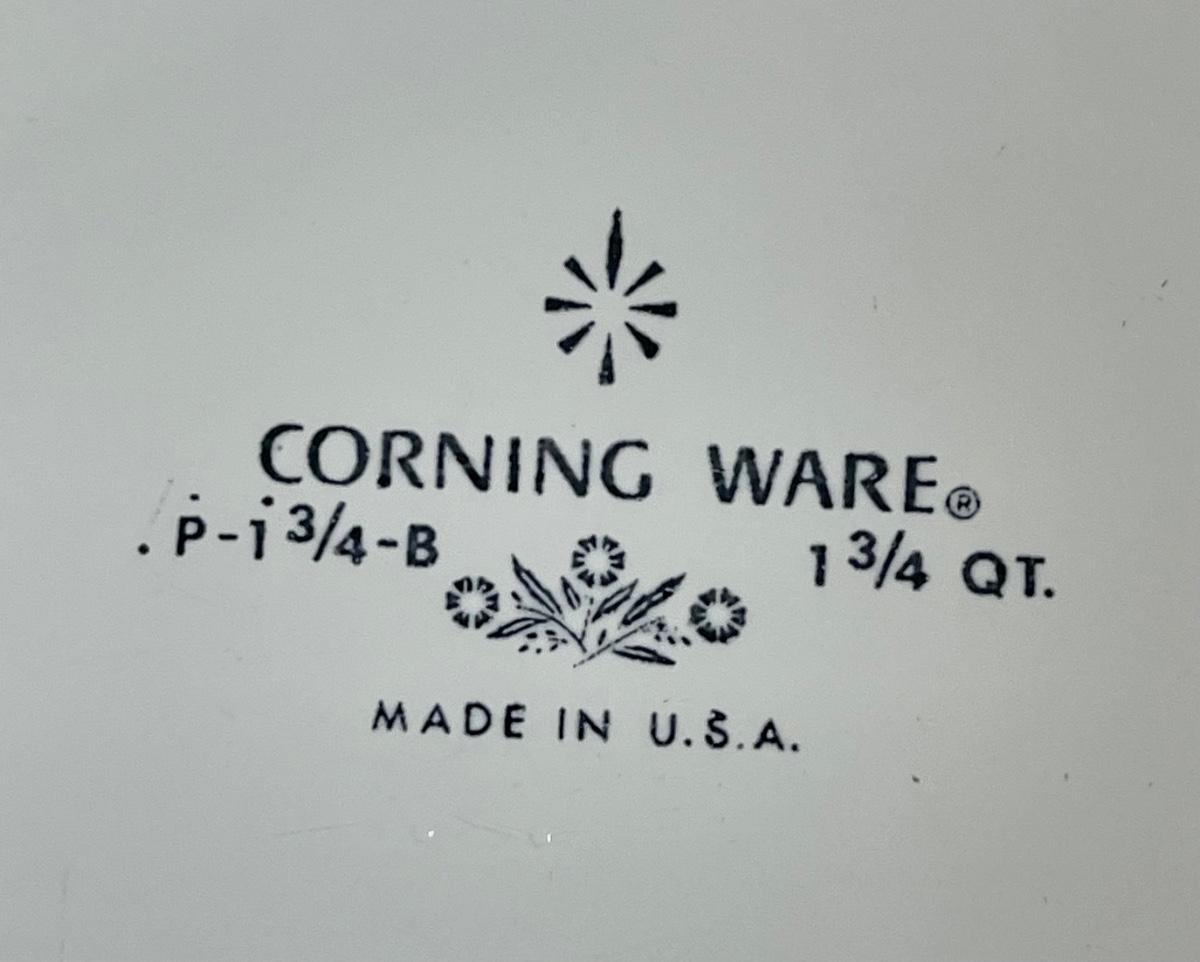 CORNING WARE®
P-1 3/4-B 1 3/4 QT.
MADE IN U.S.A.